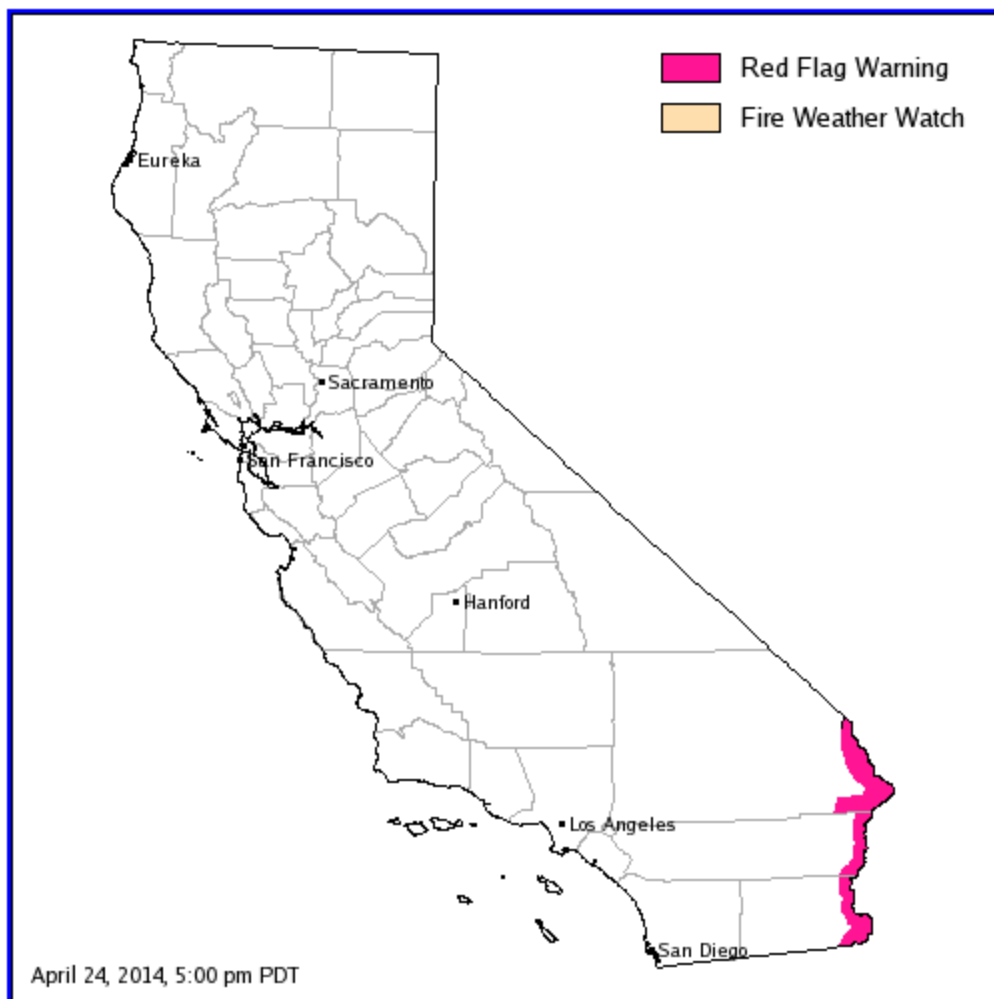 Red Flag Warning
Fire Weather Watch
Eureka
Sacramento
San Francisco
Hanford
Los Angeles
San Diego
April 24, 2014, 5:00 pm PDT